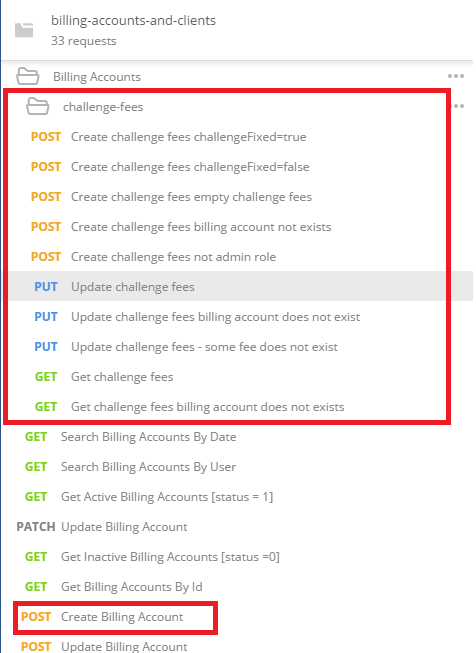 billing-accounts-and-clients
33 requests
Billing Accounts
challenge-fees
POST Create challenge fees challengeFixed=true
POST Create challenge fees challengeFixed=false
POST Create challenge fees empty challenge fees
POST Create challenge fees billing account not exists
POST Create challenge fees not admin role
PUT Update challenge fees
PUT Update challenge fees billing account does not exist
PUT Update challenge fees - some fee does not exist
GET Get challenge fees
GET Get challenge fees billing account does not exists
GET Search Billing Accounts By Date
GET Search Billing Accounts By User
GET Get Active Billing Accounts [status = 1]
PATCH Update Billing Account
GET Get Inactive Billing Accounts [status =0]
GET Get Billing Accounts By Id
POST Create Billing Account
POST Update Billing Account